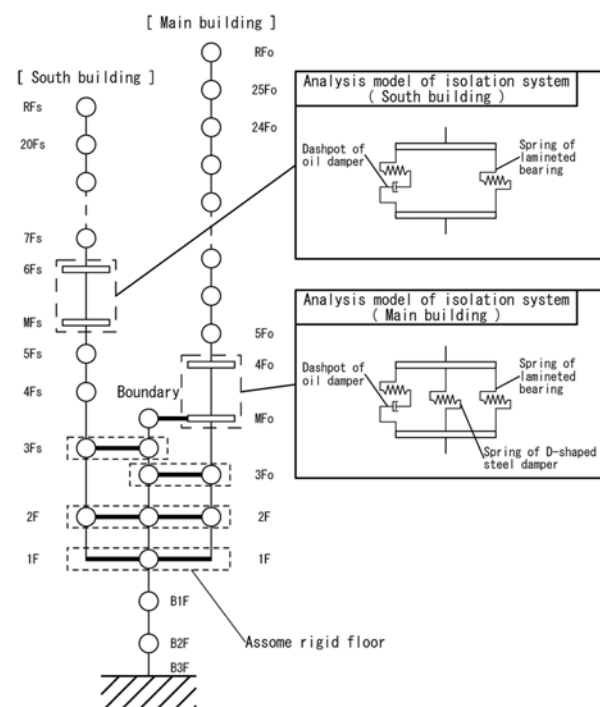 [ Main building ]
[ South building ]
RFs
20Fs
7Fs
6Fs
MFs
5Fs
4Fs
3Fs
2F
1F
RFo
25Fo
24Fo
5Fo
4Fo
MFo
3Fo
2F
1F
Boundary
B1F
B2F
B3F
Assome rigid floor
Analysis model of isolation system
( South building )
Dashpot of
oil damper
Spring of
lamineted
bearing
Analysis model of isolation system
( Main building )
Dashpot of
oil damper
Spring of
lamineted
bearing
Spring of D-shaped
steel damper